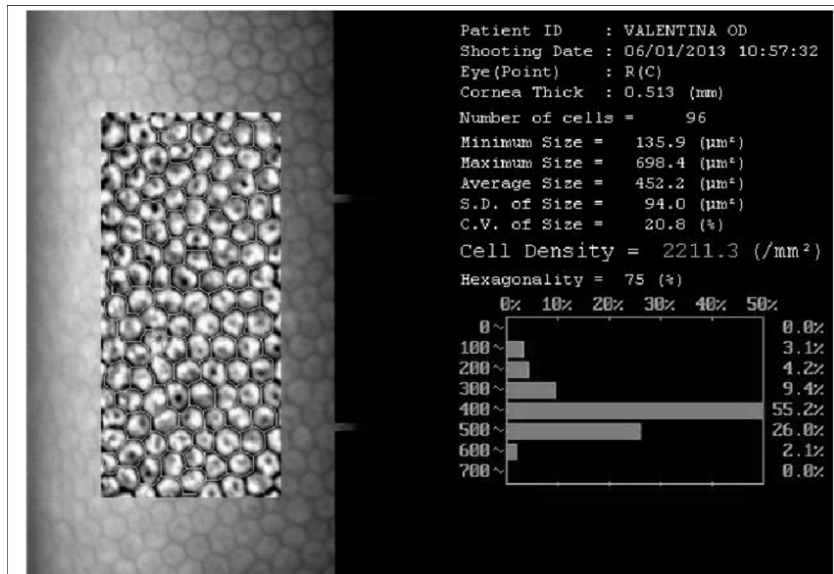 Patient ID : VALENTINA OD
Shooting Date : 06/01/2013 10:57:32
Eye(Point) : R(C)
Cornea Thick : 0.513 (mm)
Number of cells = 96
Minimum Size = 135.9 (μm²)
Maximum Size = 698.4 (μm²)
Average Size = 452.2 (μm²)
S.D. of Size = 94.0 (μm²)
C.V. of Size = 20.8 (%)
Cell Density = 2211.3 (/mm²)
Hexagonality = 75 (%)
0% 10% 20% 30% 40% 50%
0~ 0.0%
100~ 3.1%
200~ 4.2%
300~ 9.4%
400~ 55.2%
500~ 26.0%
600~ 2.1%
700~ 0.0%